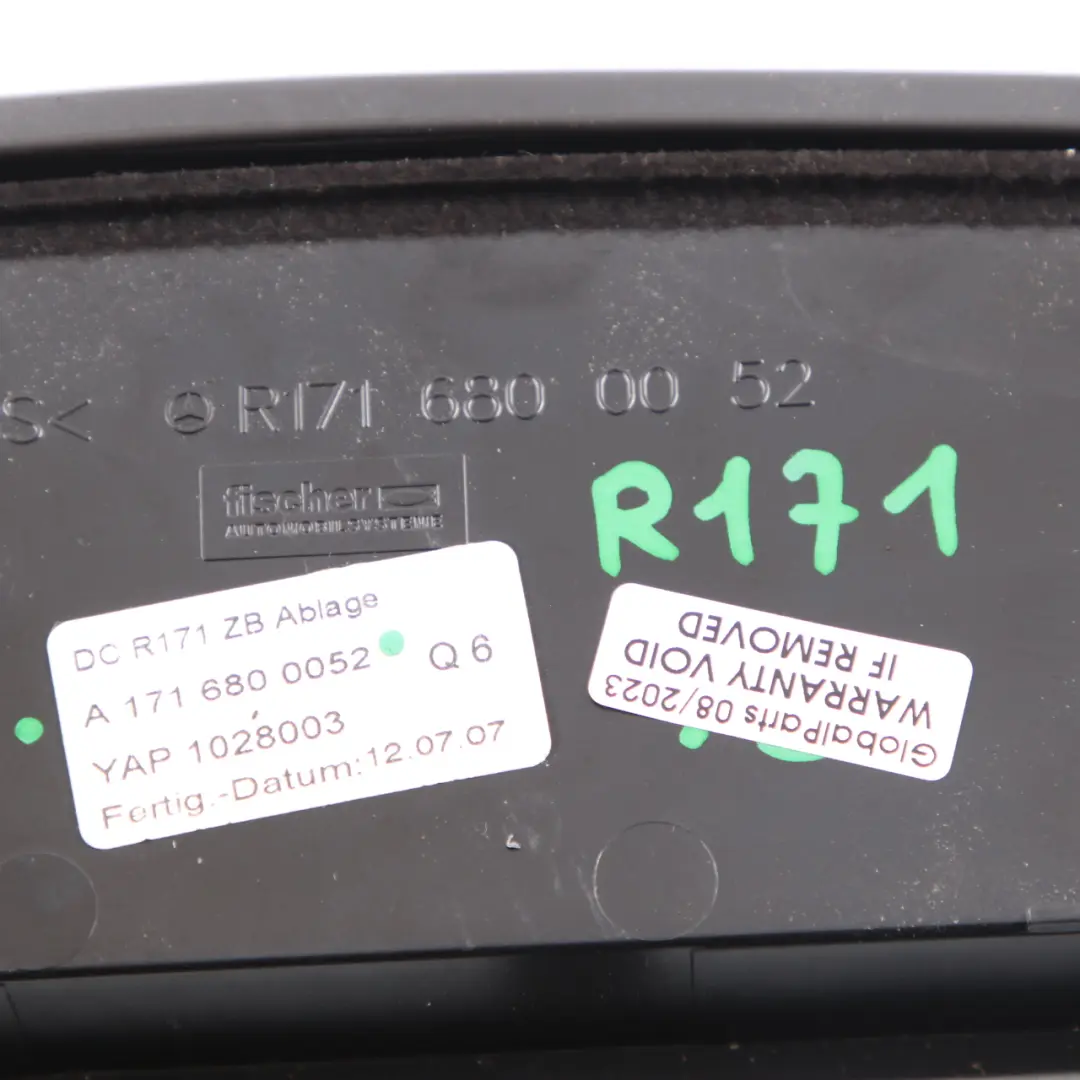 S< R171 680 00 52
fischer
AUTOMOBILSYSTEME
R171
DC R171 ZB Ablage
A 171 680 0052 Q 6
YAP 1028003
Fertig.-Datum:12.07.07
GlobalParts 08/2023
WARRANTY VOID
IF REMOVED